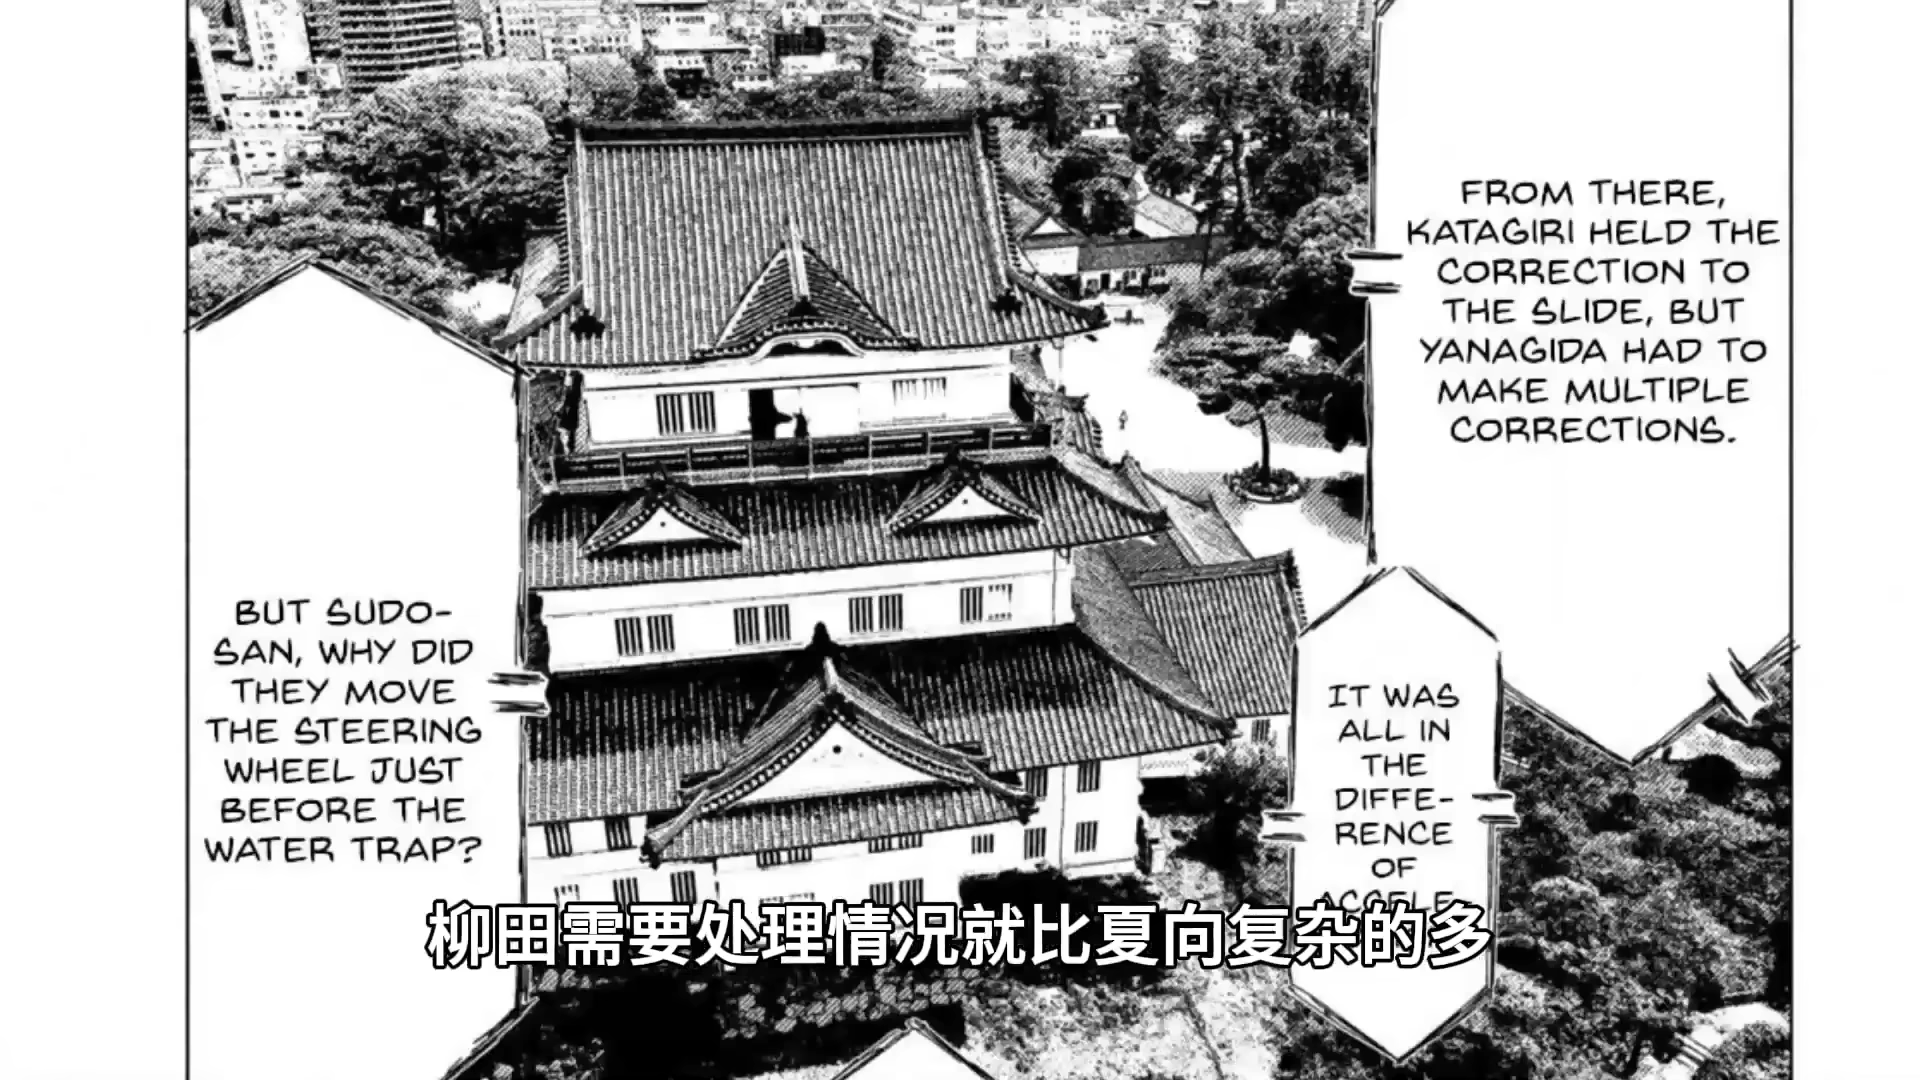 FROM THERE,
KATAGIRI HELD THE
CORRECTION TO
THE SLIDE, BUT
YANAGIDA HAD TO
MAKE MULTIPLE
CORRECTIONS.
IT WAS
ALL IN
THE
DIFFE-
RENCE
OF
ACCELE-
BUT SUDO-
SAN, WHY DID
THEY MOVE
THE STEERING
WHEEL JUST
BEFORE THE
WATER TRAP?
柳田需要处理情况就比夏向复杂的多